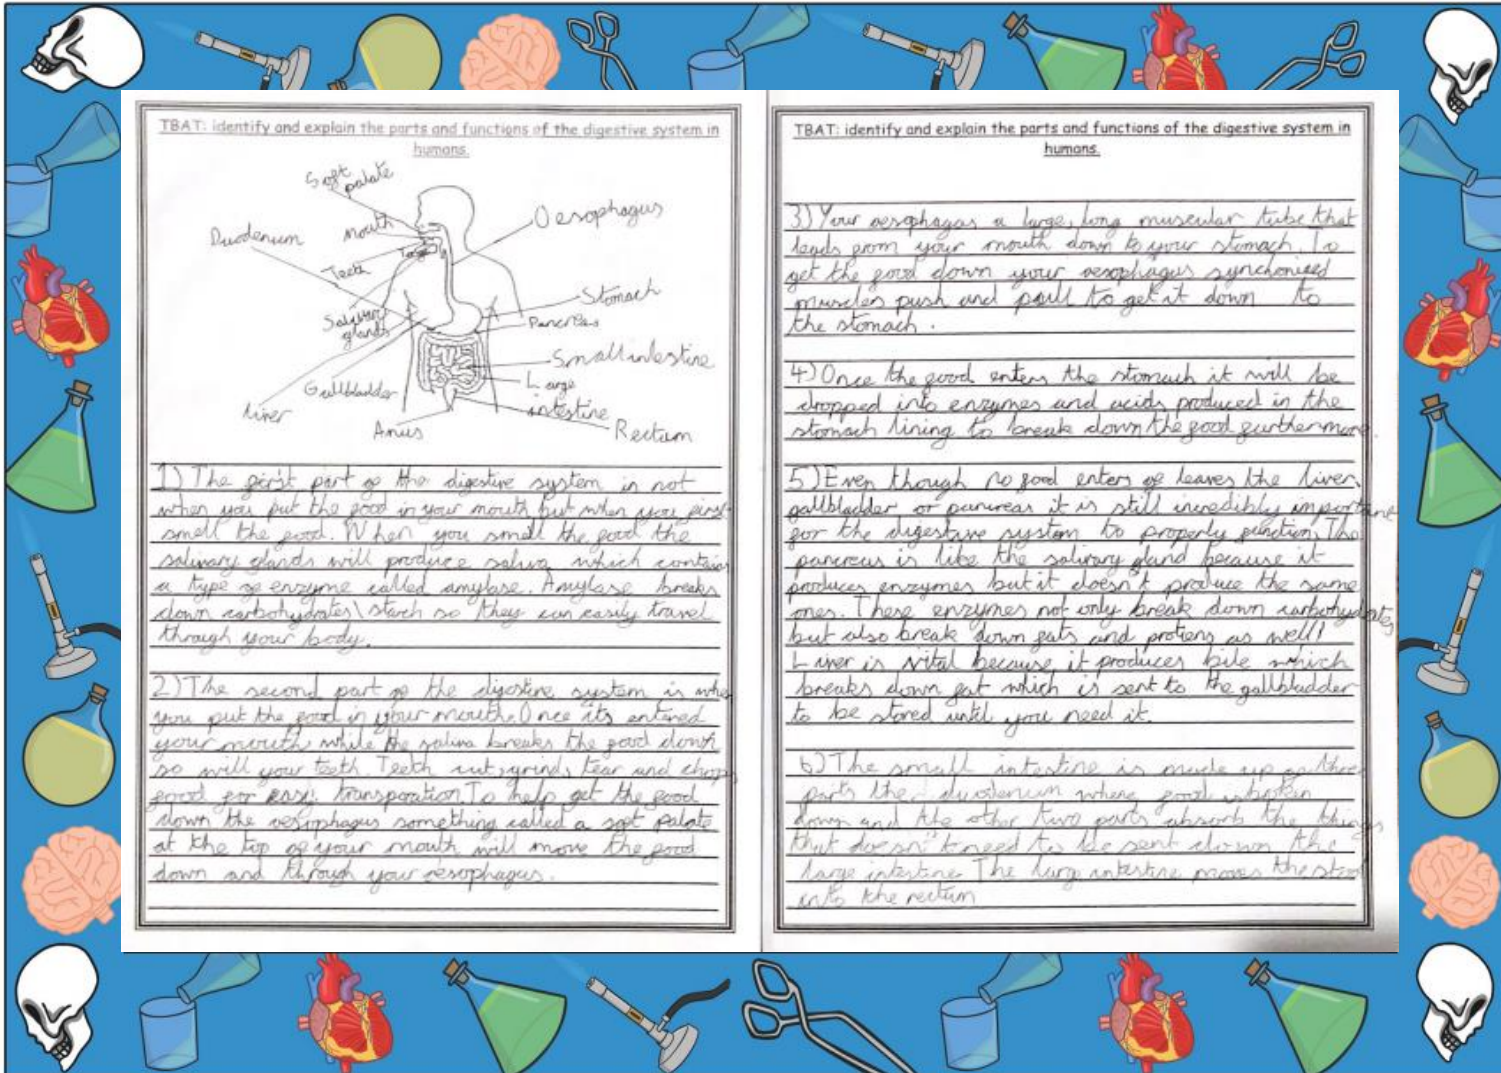 TBAT: identify and explain the parts and functions of the digestive system in
humans.
Soft
palate
Mouth
Oesophagus
Duodenum
Teeth
Salivary
glands
Stomach
Pancreas
Small intestine
Gallbladder
Large
intestine
liver
Anus
Rectum
1) The first part of the digestive system is not
when you put the food in your mouth but when you first
smell the food. When you smell the food the
salivary glands will produce saliva which contains
a type of enzyme called amylase. Amylase breaks
down carbohydrates\ starch so they can easily travel
through your body.
2) The second part of the digestive system is when
you put the food in your mouth. Once its entered
your mouth while the saliva breaks the food down
so will your teeth. Teeth cut, grind, tear and chop
food for easy transporation. To help get the food
down the oesophagus something called a soft palate
at the top of your mouth will move the food
down and through your oesophagus.
TBAT: identify and explain the parts and functions of the digestive system in
humans.
3) Your oesophagus a large, long muscular tube that
leads from your mouth down to your stomach. To
get the food down your oesophagus synchonised
muscles push and pull to get it down to
the stomach.
4) Once the food enters the stomach it will be
dropped into enzymes and acids produced in the
stomach lining to break down the food furthermore.
5) Even though no food enters or leaves the liver,
gallbladder or pancreas it is still incredibly important
for the digestive system to properly function. The
pancreas is like the salivary gland because it
produces enzymes but it doesn't produce the same
ones. These enzymes not only break down carbohydrates
but also break down fats and protiens as well!
Liver is vital because it produces bile which
breaks down fat which is sent to the gallbladder
to be stored until you need it.
6) The small intestine is made up of three
parts the duodenum where food is broken
down and the other two parts absorb the things
that doesn't need to be sent down the
large intestine. The large intestine moves the
into the rectum